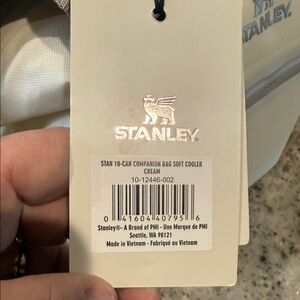 STANLEY
STANLEY.
STAN 10-CAN COMPANION BAG SOFT COOLER
CREAM
10-12446-002
0 41604 40795 6
Stanley®- A Brand of PMI - Une Marque de PMI
Seattle, WA 98121
Made in Vietnam - Fabriqué au Vietnam